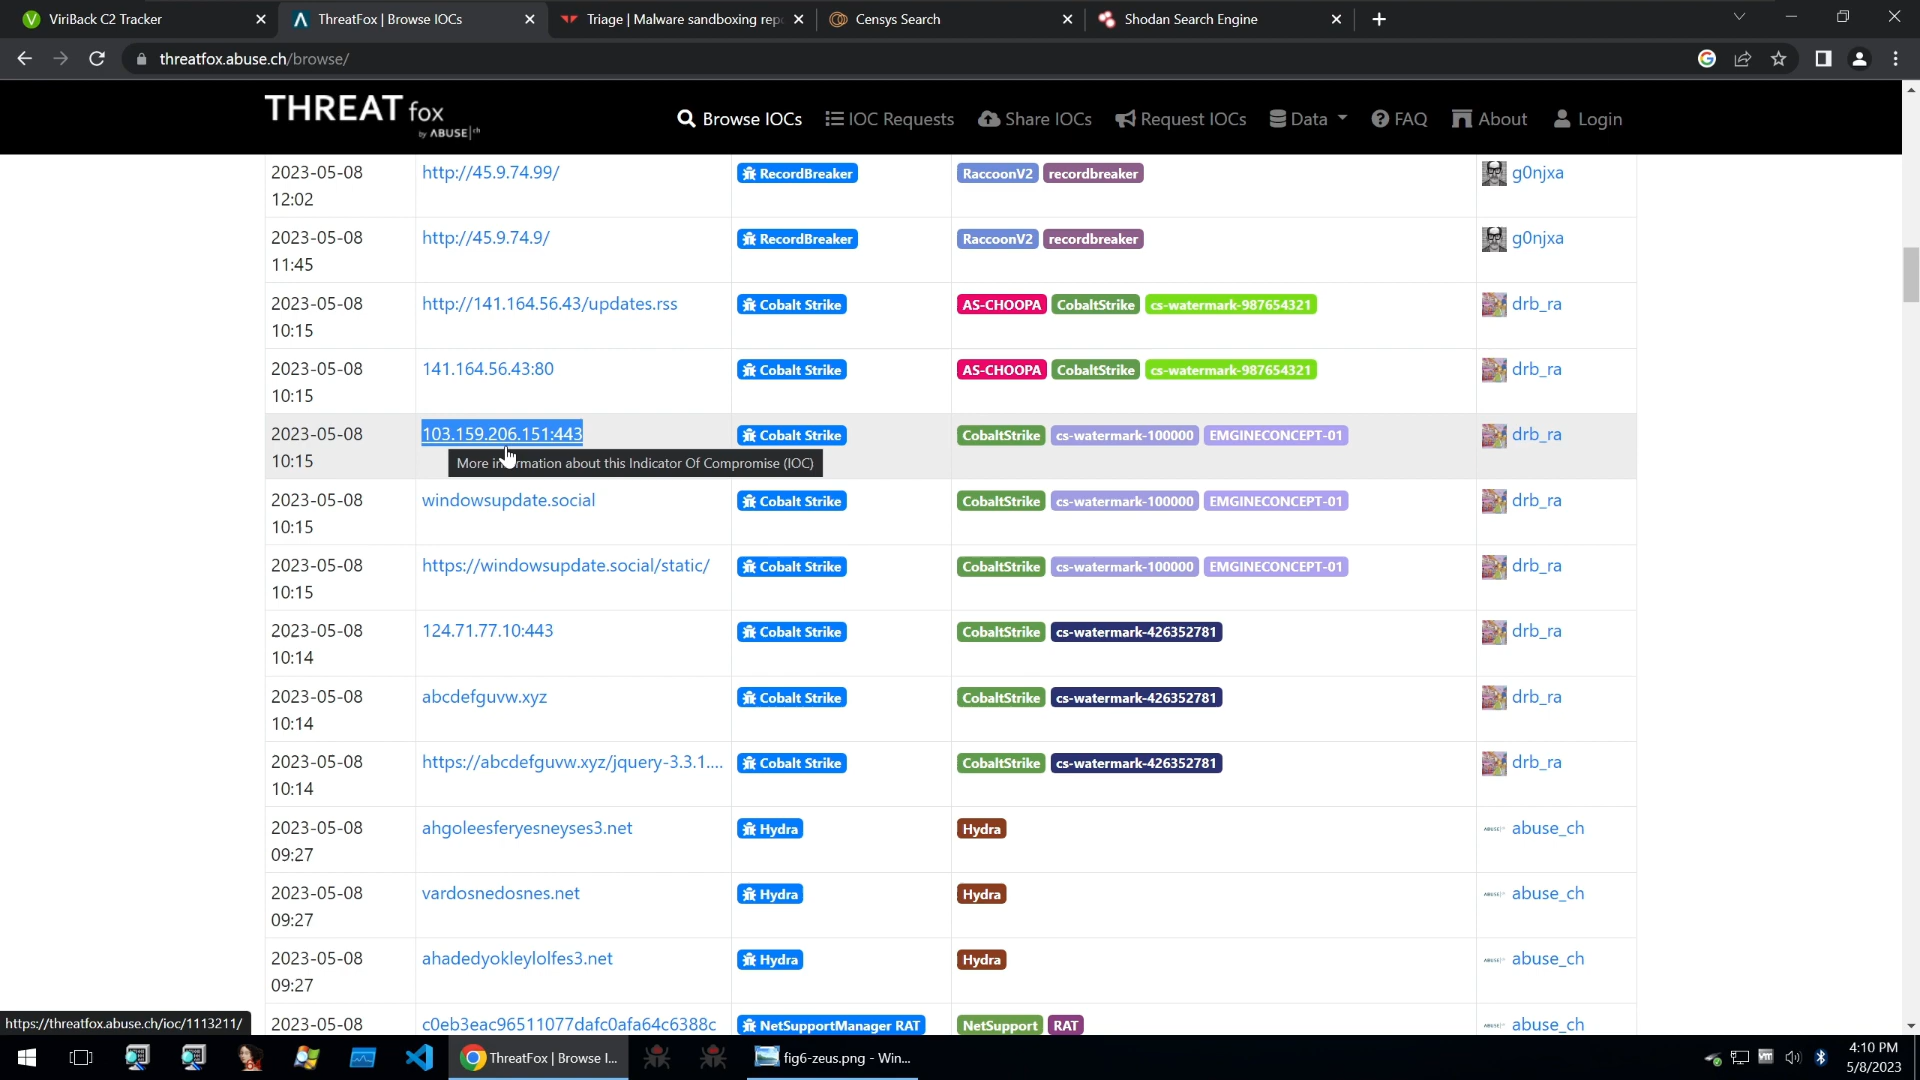 ViriBack C2 Tracker
ThreatFox | Browse IOCs
Triage | Malware sandboxing rep
Censys Search
Shodan Search Engine
threatfox.abuse.ch/browse/
THREAT fox
by ABUSE|ch
Browse IOCs
IOC Requests
Share IOCs
Request IOCs
Data
FAQ
About
Login
2023-05-08 12:02
http://45.9.74.99/
RecordBreaker
RaccoonV2 recordbreaker
g0njxa
2023-05-08 11:45
http://45.9.74.9/
RecordBreaker
RaccoonV2 recordbreaker
g0njxa
2023-05-08 10:15
http://141.164.56.43/updates.rss
Cobalt Strike
AS-CHOOPA CobaltStrike cs-watermark-987654321
drb_ra
2023-05-08 10:15
141.164.56.43:80
Cobalt Strike
AS-CHOOPA CobaltStrike cs-watermark-987654321
drb_ra
2023-05-08 10:15
103.159.206.151:443
Cobalt Strike
CobaltStrike cs-watermark-100000 EMGINECONCEPT-01
drb_ra
More information about this Indicator Of Compromise (IOC)
2023-05-08 10:15
windowsupdate.social
Cobalt Strike
CobaltStrike cs-watermark-100000 EMGINECONCEPT-01
drb_ra
2023-05-08 10:15
https://windowsupdate.social/static/
Cobalt Strike
CobaltStrike cs-watermark-100000 EMGINECONCEPT-01
drb_ra
2023-05-08 10:14
124.71.77.10:443
Cobalt Strike
CobaltStrike cs-watermark-426352781
drb_ra
2023-05-08 10:14
abcdefguvw.xyz
Cobalt Strike
CobaltStrike cs-watermark-426352781
drb_ra
2023-05-08 10:14
https://abcdefguvw.xyz/jquery-3.3.1....
Cobalt Strike
CobaltStrike cs-watermark-426352781
drb_ra
2023-05-08 09:27
ahgoleesferyesneyses3.net
Hydra
Hydra
abuse_ch
2023-05-08 09:27
vardosnedosnes.net
Hydra
Hydra
abuse_ch
2023-05-08 09:27
ahadedyokleylolfes3.net
Hydra
Hydra
abuse_ch
2023-05-08
c0eb3eac96511077dafc0afa64c6388c
NetSupportManager RAT
NetSupport RAT
abuse_ch
https://threatfox.abuse.ch/ioc/1113211/
ThreatFox | Browse I...
fig6-zeus.png - Win...
4:10 PM
5/8/2023